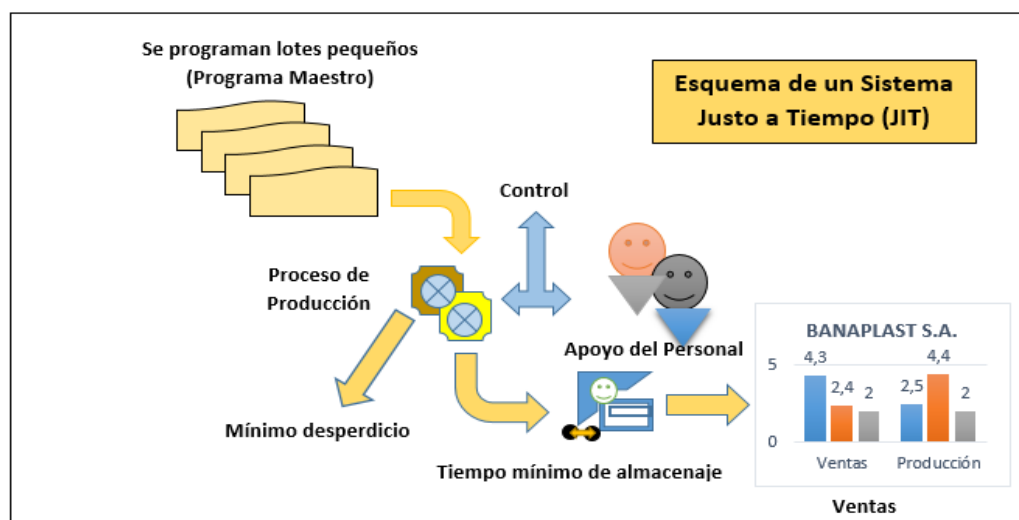 Se programan lotes pequeños
(Programa Maestro)
Esquema de un Sistema
Justo a Tiempo (JIT)
Control
Proceso de
Producción
Apoyo del Personal
Mínimo desperdicio
Tiempo mínimo de almacenaje
BANAPLAST S.A.
5
4,3
2,4
2
2,5
4,4
2
0
Ventas
Producción
Ventas